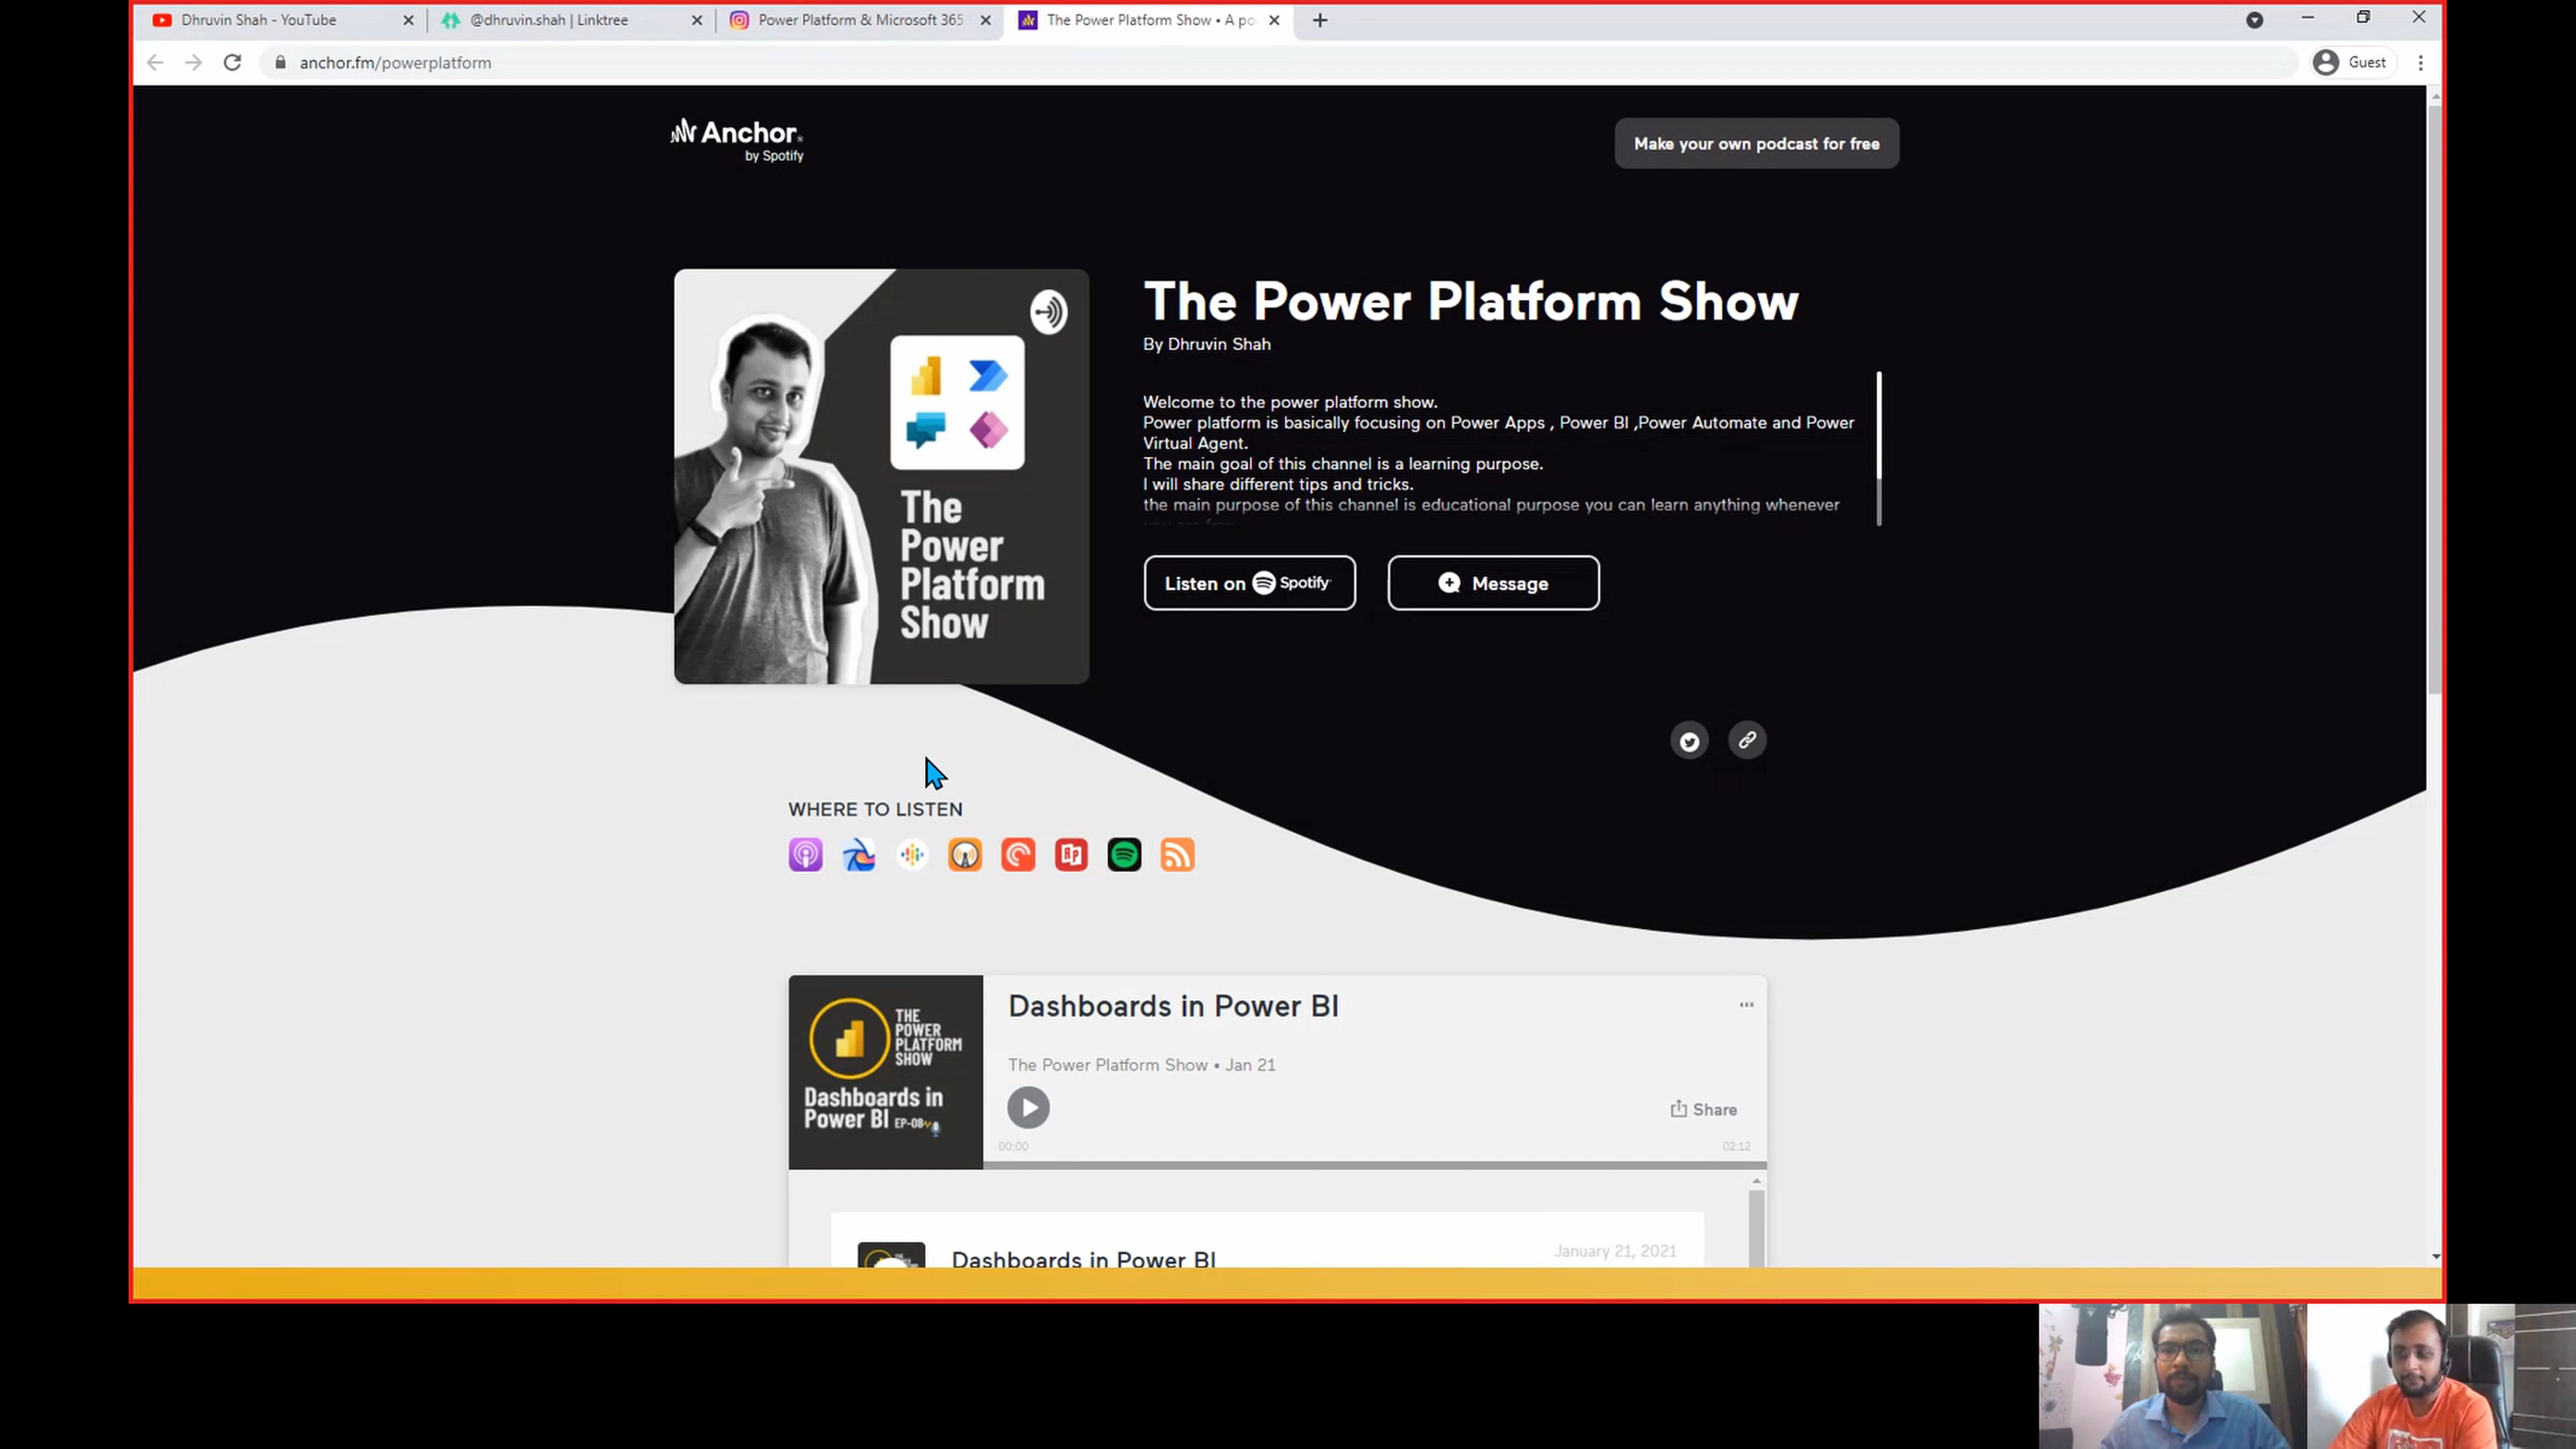 Dhruvin Shah - YouTube
@dhruvin.shah | Linktree
Power Platform & Microsoft 365
The Power Platform Show • A po
anchor.fm/powerplatform
Guest
Anchor
by Spotify
Make your own podcast for free
The
Power
Platform
Show
The Power Platform Show
By Dhruvin Shah
Welcome to the power platform show.
Power platform is basically focusing on Power Apps , Power BI ,Power Automate and Power
Virtual Agent.
The main goal of this channel is a learning purpose.
I will share different tips and tricks.
the main purpose of this channel is educational purpose you can learn anything whenever
Listen on Spotify
Message
WHERE TO LISTEN
THE
POWER
PLATFORM
SHOW
Dashboards in
Power BI EP-08
Dashboards in Power BI
The Power Platform Show • Jan 21
Share
00:00
02:12
Dashboards in Power BI
January 21, 2021